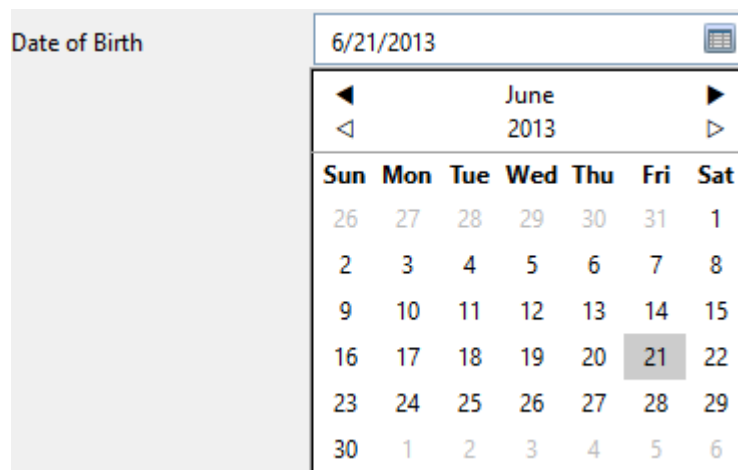 Date of Birth 6/21/2013
◀ June ▶
◁ 2013 ▷
Sun Mon Tue Wed Thu Fri Sat
26 27 28 29 30 31 1
2 3 4 5 6 7 8
9 10 11 12 13 14 15
16 17 18 19 20 21 22
23 24 25 26 27 28 29
30 1 2 3 4 5 6